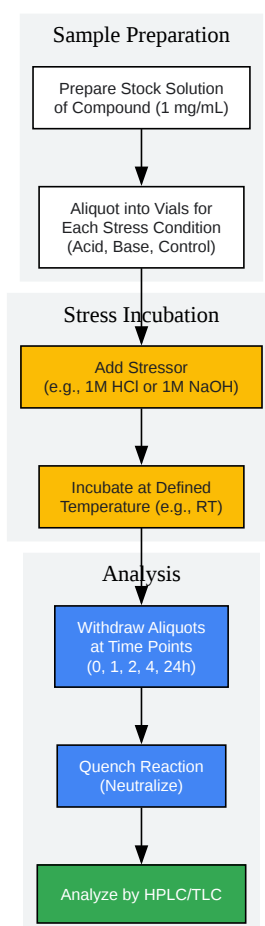 Sample Preparation
Prepare Stock Solution
of Compound (1 mg/mL)
Aliquot into Vials for
Each Stress Condition
(Acid, Base, Control)
Stress Incubation
Add Stressor
(e.g., 1M HCl or 1M NaOH)
Incubate at Defined
Temperature (e.g., RT)
Analysis
Withdraw Aliquots
at Time Points
(0, 1, 2, 4, 24h)
Quench Reaction
(Neutralize)
Analyze by HPLC/TLC